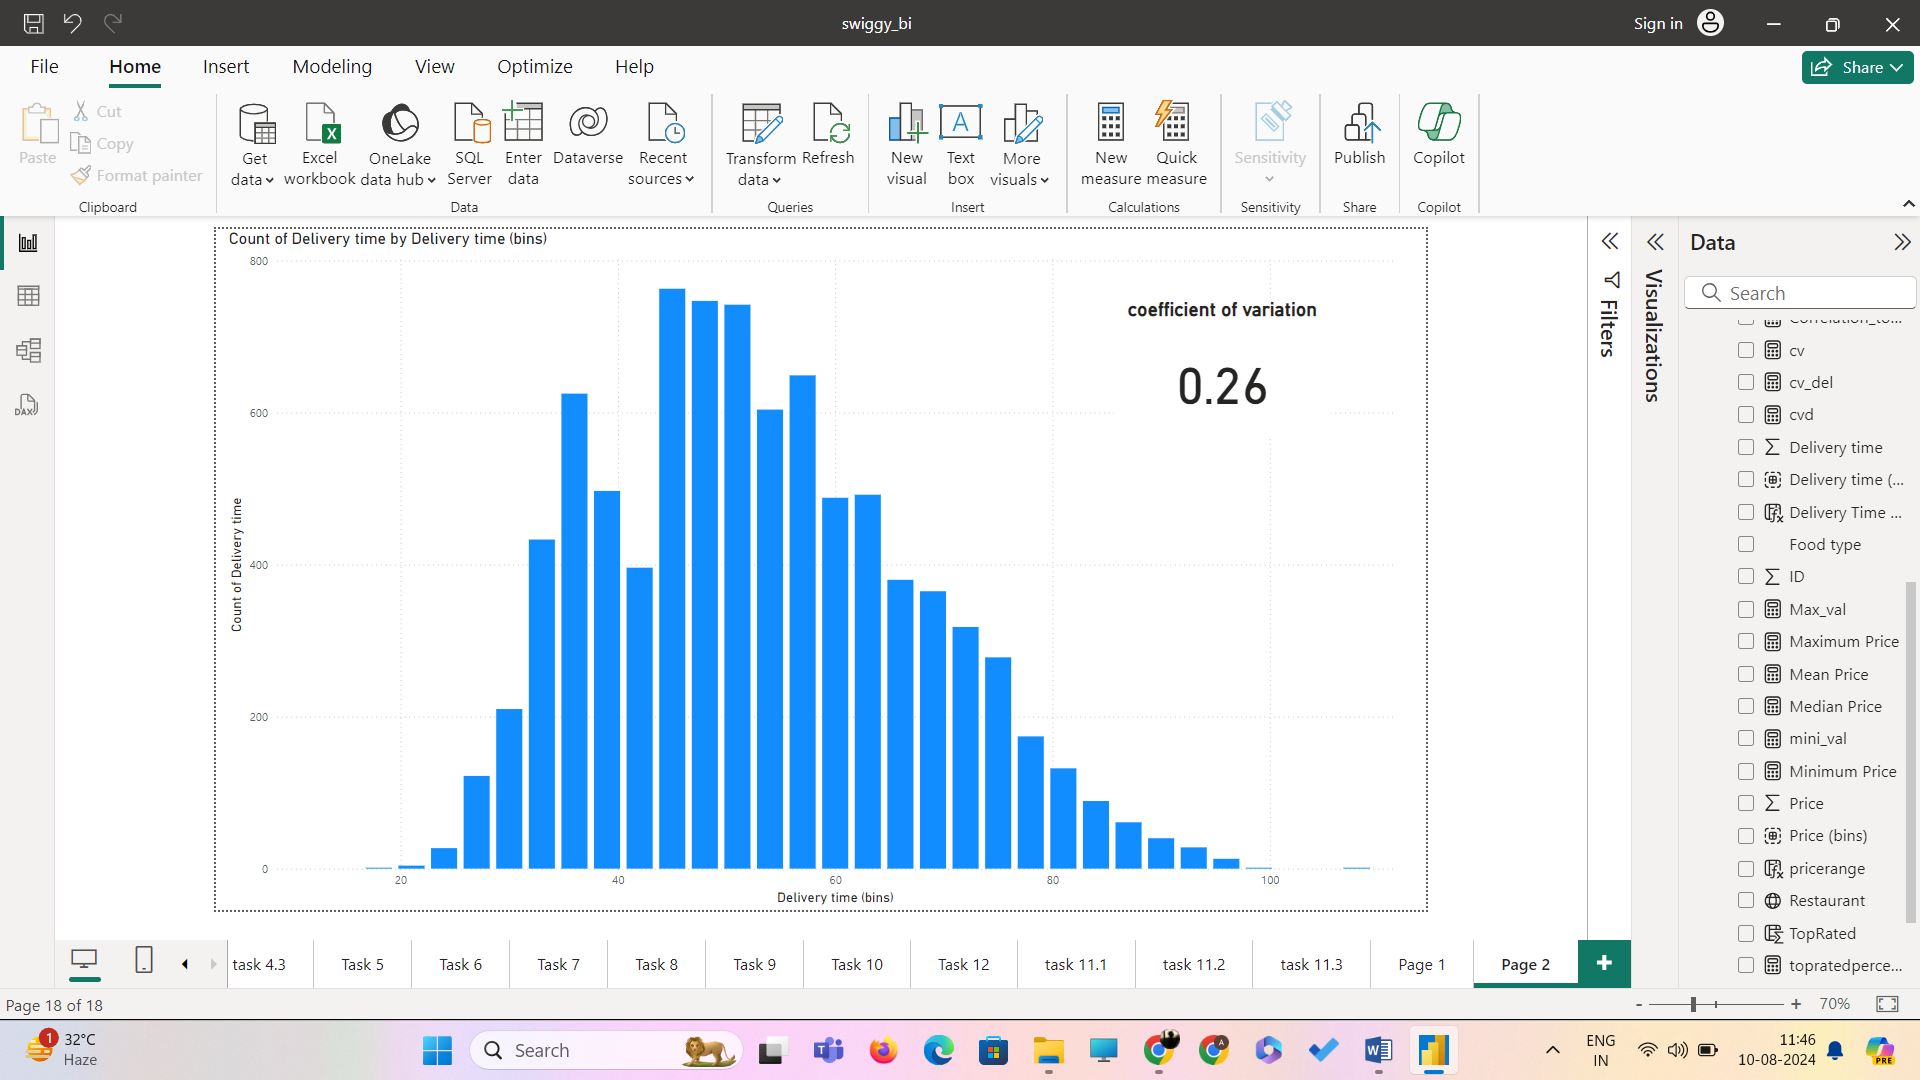 swiggy_bi
Sign in
File Home Insert Modeling View Optimize Help
Share
Paste
Cut
Copy
Format painter
Clipboard
Get data
Excel workbook
OneLake data hub
SQL Server
Enter data
Dataverse
Recent sources
Data
Transform data
Refresh
Queries
New visual
Text box
More visuals
Insert
New measure
Quick measure
Calculations
Sensitivity
Sensitivity
Publish
Share
Copilot
Copilot
Count of Delivery time by Delivery time (bins)
800
600
400
200
0
Count of Delivery time
coefficient of variation
0.26
20 40 60 80 100
Delivery time (bins)
Filters
Visualizations
Data
Search
cv
cv_del
cvd
Delivery time
Delivery time (...
Delivery Time ...
Food type
ID
Max_val
Maximum Price
Mean Price
Median Price
mini_val
Minimum Price
Price
Price (bins)
pricerange
Restaurant
TopRated
topratedperce...
task 4.3 Task 5 Task 6 Task 7 Task 8 Task 9 Task 10 Task 12 task 11.1 task 11.2 task 11.3 Page 1 Page 2 +
Page 18 of 18
- + 70%
1
32°C
Haze
Search
ENG
IN
11:46
10-08-2024
PRE